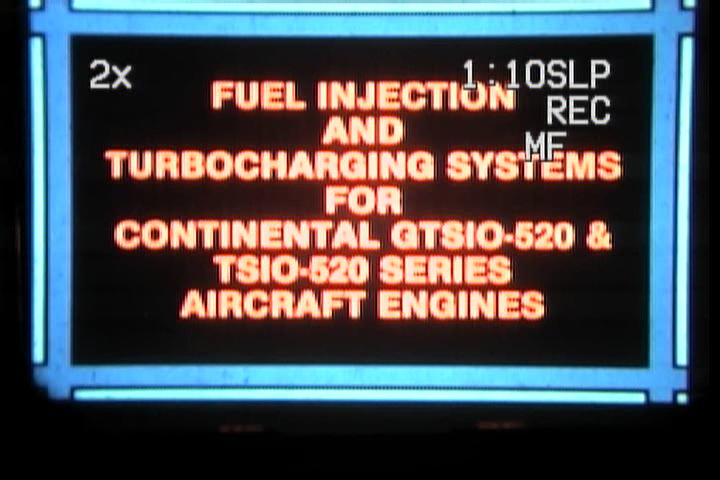 2x
1:10SLP
REC
MF
FUEL INJECTION
AND
TURBOCHARGING SYSTEMS
FOR
CONTINENTAL GTSIO-520 &
TSIO-520 SERIES
AIRCRAFT ENGINES